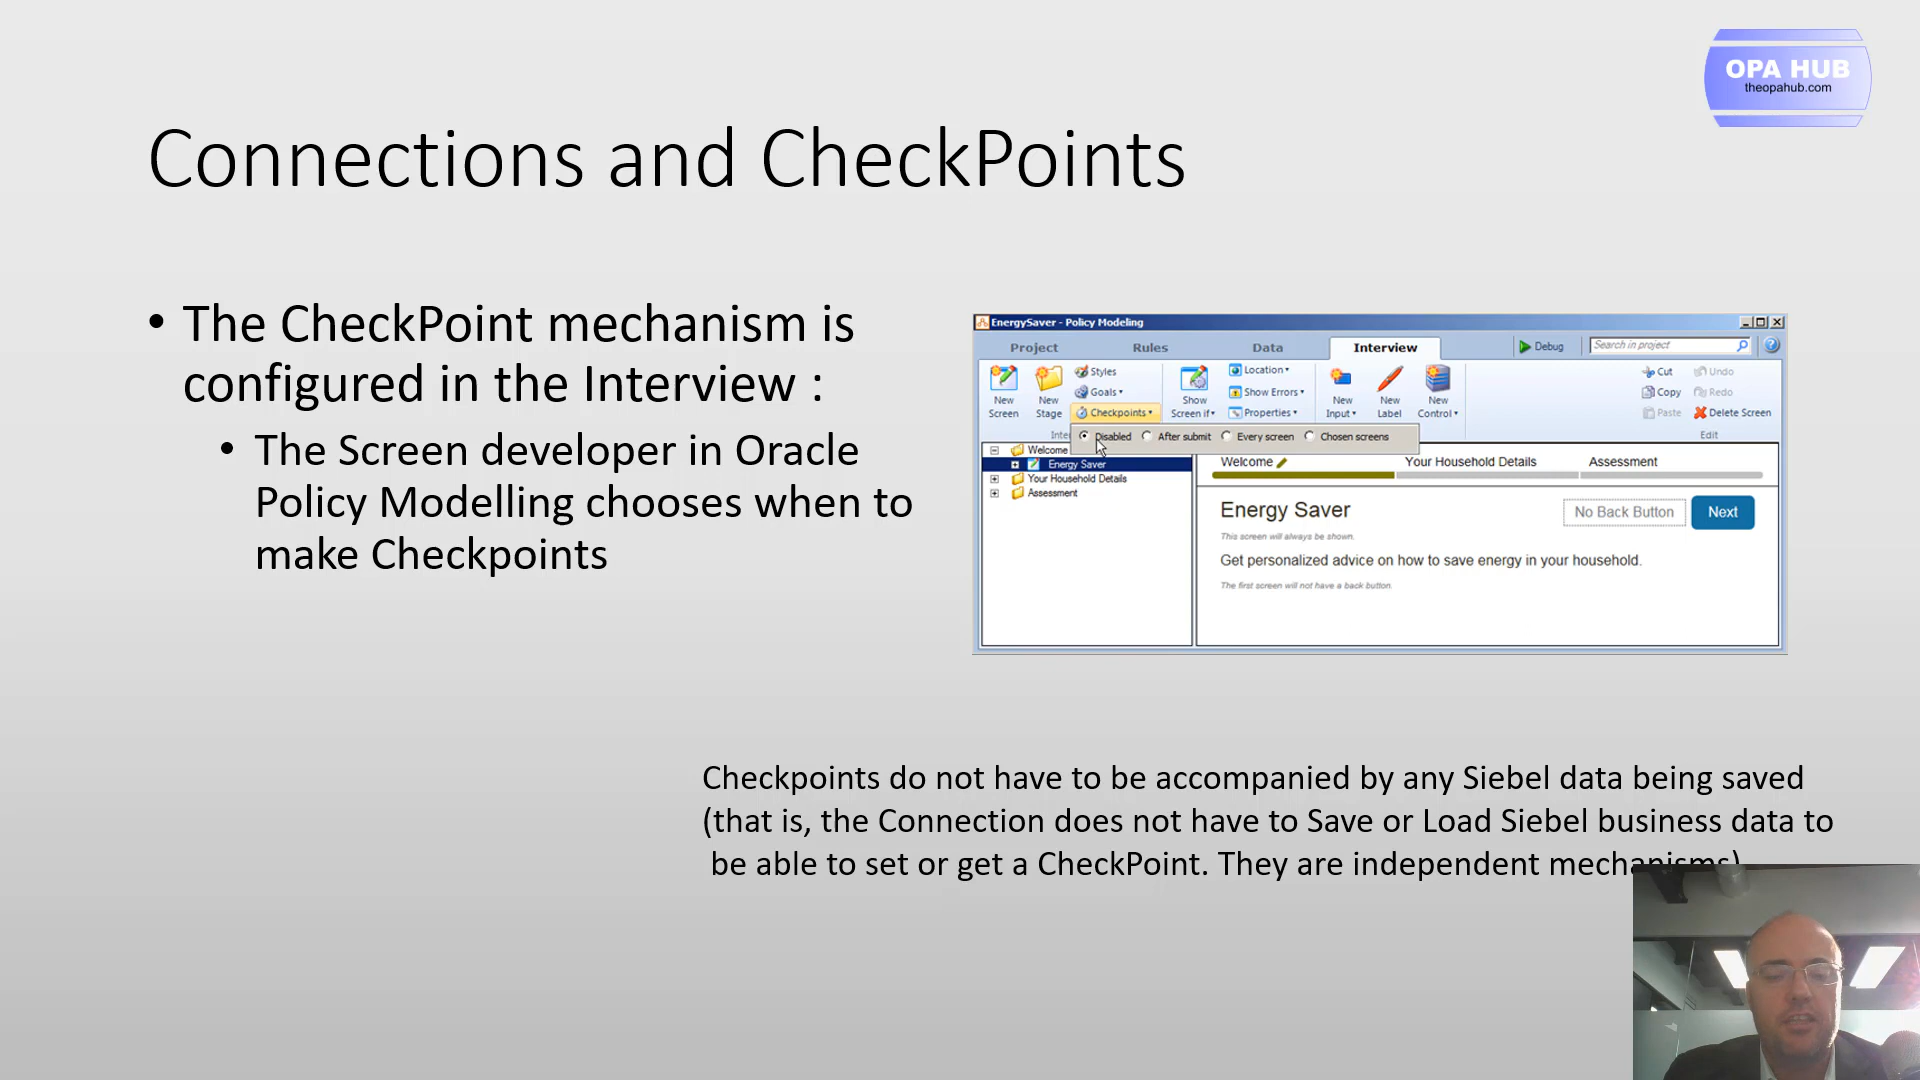 OPA HUB
theopahub.com
Connections and CheckPoints
• The CheckPoint mechanism is
configured in the Interview :
• The Screen developer in Oracle
Policy Modelling chooses when to
make Checkpoints
EnergySaver - Policy Modeling
Project Rules Data Interview Debug Search in project
New Screen
New Stage
Styles
Goals
Checkpoints
Show Screen if
Location
Show Errors
Properties
New Input
New Label
New Control
Cut Undo
Copy Redo
Paste Delete Screen
Edit
Disabled After submit Every screen Chosen screens
Welcome
Energy Saver
Your Household Details
Assessment
Welcome Your Household Details Assessment
Energy Saver No Back Button Next
This screen will always be shown.
Get personalized advice on how to save energy in your household.
The first screen will not have a back button.
Checkpoints do not have to be accompanied by any Siebel data being saved
(that is, the Connection does not have to Save or Load Siebel business data to
be able to set or get a CheckPoint. They are independent mechanisms)